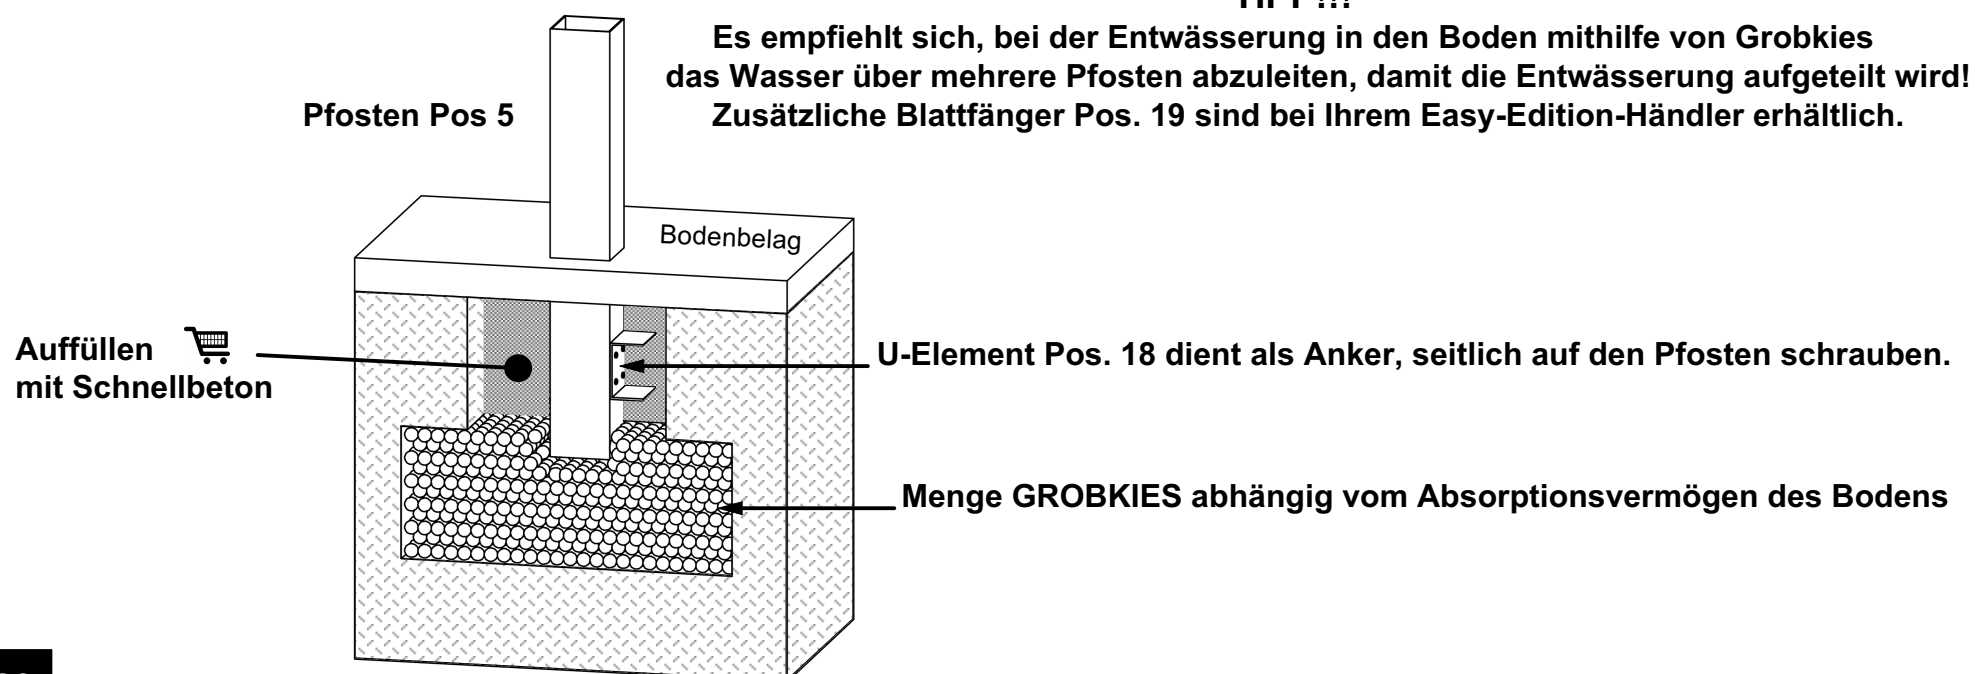 Es empfiehlt sich, bei der Entwässerung in den Boden mithilfe von Grobkies
das Wasser über mehrere Pfosten abzuleiten, damit die Entwässerung aufgeteilt wird!
Zusätzliche Blattfänger Pos. 19 sind bei Ihrem Easy-Edition-Händler erhältlich.
Pfosten Pos 5
Bodenbelag
Auffüllen
mit Schnellbeton
U-Element Pos. 18 dient als Anker, seitlich auf den Pfosten schrauben.
Menge GROBKIES abhängig vom Absorptionsvermögen des Bodens